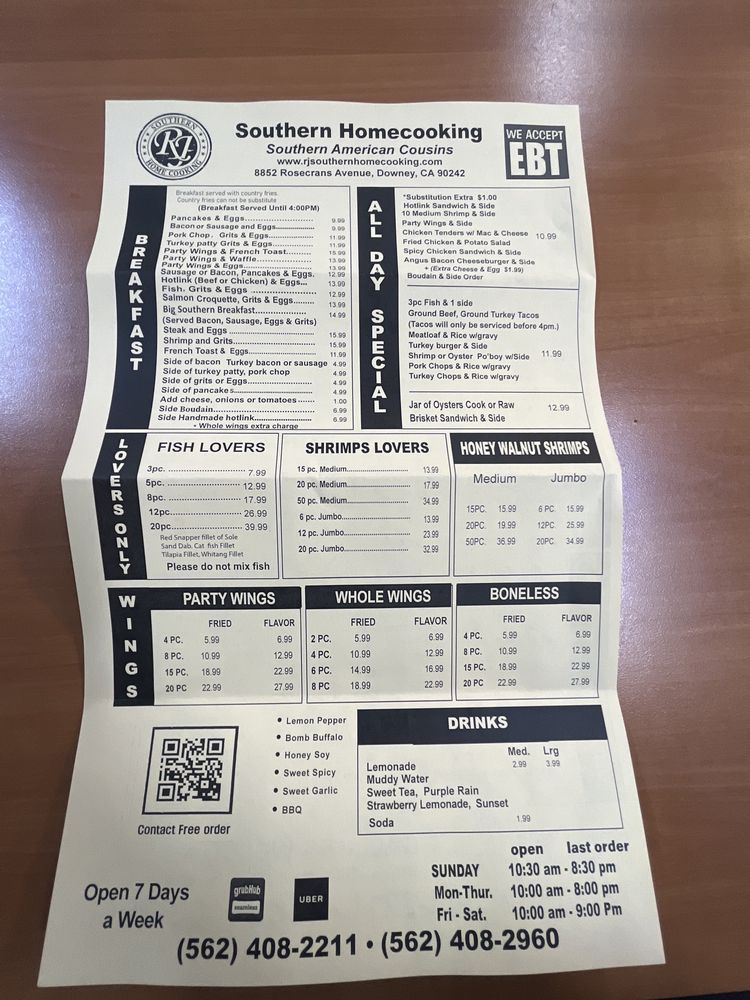 SOUTHERN
RJ
HOME COOKING
Southern Homecooking
Southern American Cousins
www.rjsouthernhomecooking.com
8852 Rosecrans Avenue, Downey, CA 90242
WE ACCEPT
EBT
BREAKFAST
Breakfast served with country fries.
Country fries can not be substitute
(Breakfast Served Until 4:00PM)
Pancakes & Eggs 9.99
Bacon or Sausage and Eggs 9.99
Pork Chop, Grits & Eggs 11.99
Turkey patty Grits & Eggs 11.99
Party Wings & French Toast 15.99
Party Wings & Waffle 13.99
Party Wings & Eggs 13.99
Sausage or Bacon, Pancakes & Eggs. 12.99
Hotlink (Beef or Chicken) & Eggs... 13.99
Fish. Grits & Eggs 12.99
Salmon Croquette, Grits & Eggs 13.99
Big Southern Breakfast 14.99
(Served Bacon, Sausage, Eggs & Grits)
Steak and Eggs 15.99
Shrimp and Grits 15.99
French Toast & Eggs 11.99
Side of bacon Turkey bacon or sausage 4.99
Side of turkey patty, pork chop 4.99
Side of grits or Eggs 4.99
Side of pancakes 4.99
Add cheese, onions or tomatoes 1.00
Side Boudain 6.99
Side Handmade hotlink 6.99
• Whole wings extra charge
ALL DAY SPECIAL
*Substitution Extra $1.00
Hotlink Sandwich & Side
10 Medium Shrimp & Side
Party Wings & Side
Chicken Tenders w/ Mac & Cheese 10.99
Fried Chicken & Potato Salad
Spicy Chicken Sandwich & Side
Angus Bacon Cheeseburger & Side
+ (Extra Cheese & Egg $1.99)
Boudain & Side Order
3pc Fish & 1 side
Ground Beef, Ground Turkey Tacos
(Tacos will only be serviced before 4pm.)
Meatloaf & Rice w/gravy
Turkey burger & Side
Shrimp or Oyster Po'boy w/Side 11.99
Pork Chops & Rice w/gravy
Turkey Chops & Rice w/gravy
Jar of Oysters Cook or Raw 12.99
Brisket Sandwich & Side
LOVERS ONLY
FISH LOVERS
3pc. 7.99
5pc. 12.99
8pc. 17.99
12pc. 26.99
20pc. 39.99
Red Snapper fillet of Sole
Sand Dab, Cat fish Fillet
Tilapia Fillet, Whitang Fillet
Please do not mix fish
SHRIMPS LOVERS
15 pc. Medium 13.99
20 pc. Medium 17.99
50 pc. Medium 34.99
6 pc. Jumbo 13.99
12 pc. Jumbo 23.99
20 pc. Jumbo 32.99
HONEY WALNUT SHRIMPS
Medium Jumbo
15PC. 15.99 6 PC. 15.99
20PC. 19.99 12PC. 25.99
50PC. 36.99 20PC. 34.99
WINGS
PARTY WINGS
FRIED FLAVOR
4 PC. 5.99 6.99
8 PC. 10.99 12.99
15 PC. 18.99 22.99
20 PC 22.99 27.99
WHOLE WINGS
FRIED FLAVOR
2 PC. 5.99 6.99
4 PC. 10.99 12.99
6 PC. 14.99 16.99
8 PC 18.99 22.99
BONELESS
FRIED FLAVOR
4 PC. 5.99 6.99
8 PC. 10.99 12.99
15 PC. 18.99 22.99
20 PC 22.99 27.99
Contact Free order
• Lemon Pepper
• Bomb Buffalo
• Honey Soy
• Sweet Spicy
• Sweet Garlic
• BBQ
DRINKS
Med. Lrg
Lemonade 2.99 3.99
Muddy Water
Sweet Tea, Purple Rain
Strawberry Lemonade, Sunset
Soda 1.99
Open 7 Days
a Week
grubHub
seamless
UBER
open last order
SUNDAY 10:30 am - 8:30 pm
Mon-Thur. 10:00 am - 8:00 pm
Fri - Sat. 10:00 am - 9:00 Pm
(562) 408-2211 • (562) 408-2960